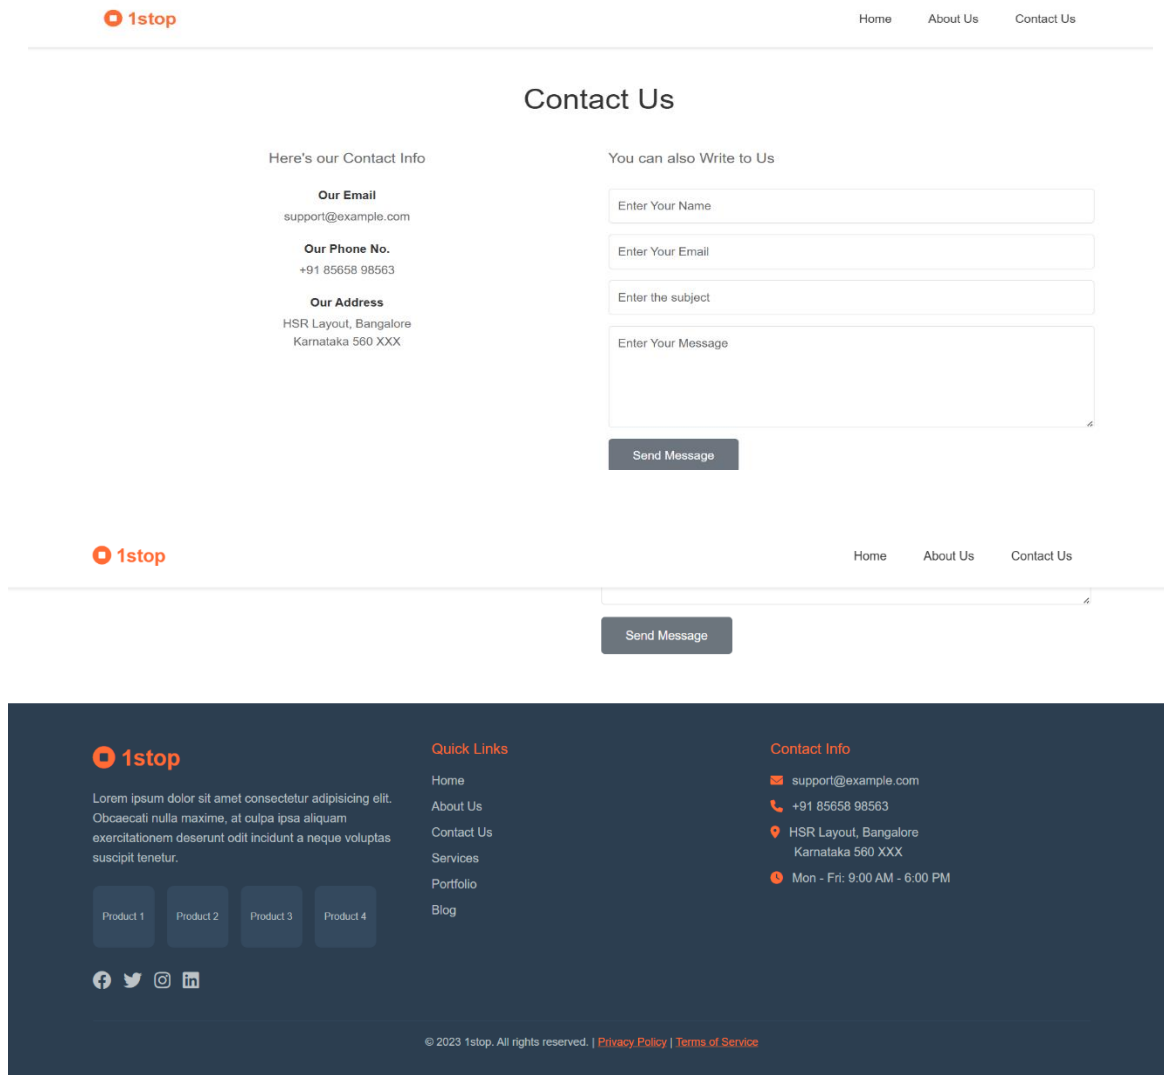 1stop
Home About Us Contact Us
Contact Us
Here's our Contact Info
Our Email
support@example.com
Our Phone No.
+91 85658 98563
Our Address
HSR Layout, Bangalore
Karnataka 560 XXX
You can also Write to Us
Enter Your Name
Enter Your Email
Enter the subject
Enter Your Message
Send Message
1stop
Home About Us Contact Us
Send Message
1stop
Lorem ipsum dolor sit amet consectetur adipisicing elit.
Obcaecati nulla maxime, at culpa ipsa aliquam
exercitationem deserunt odit incidunt a neque voluptas
suscipit tenetur.
Product 1 Product 2 Product 3 Product 4
Quick Links
Home
About Us
Contact Us
Services
Portfolio
Blog
Contact Info
support@example.com
+91 85658 98563
HSR Layout, Bangalore
Karnataka 560 XXX
Mon - Fri: 9:00 AM - 6:00 PM
© 2023 1stop. All rights reserved. | Privacy Policy | Terms of Service